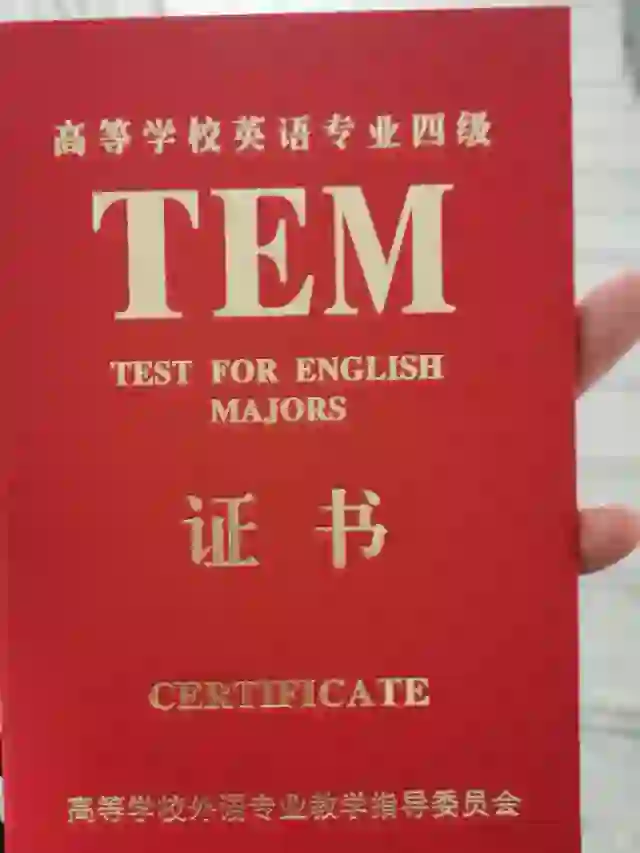 高等学校英语专业四级
TEM
TEST FOR ENGLISH
MAJORS
证书
CERTIFICATE
高等学校外语专业教学指导委员会